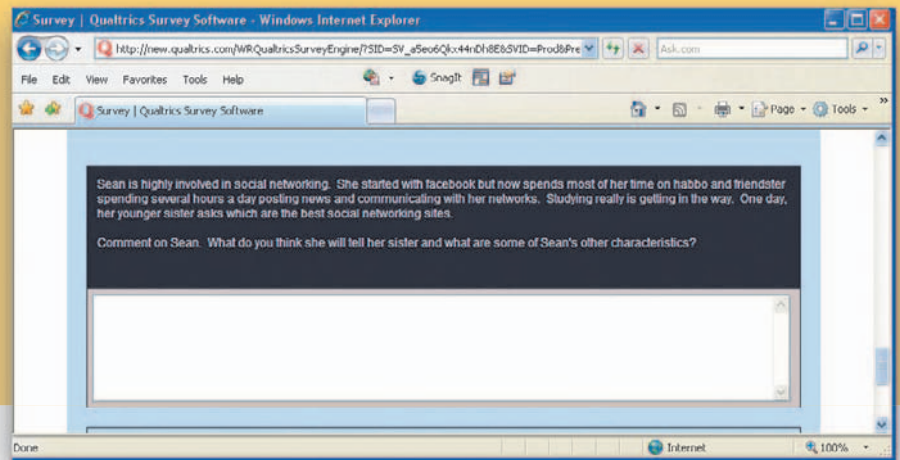 Survey | Qualtrics Survey Software - Windows Internet Explorer
http://new.qualtrics.com/WRQualtricsSurveyEngine/?SID=SV_a5eo6Qkx44nDh8E&SVID=Prod&Pre
Ask.com
File Edit View Favorites Tools Help
SnagIt
Survey | Qualtrics Survey Software
Page
Tools
Sean is highly involved in social networking. She started with facebook but now spends most of her time on habbo and friendster
spending several hours a day posting news and communicating with her networks. Studying really is getting in the way. One day,
her younger sister asks which are the best social networking sites.
Comment on Sean. What do you think she will tell her sister and what are some of Sean's other characteristics?
Done
Internet
100%